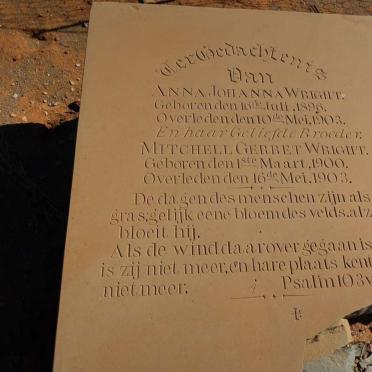 Ter Gedachtenis
Van
ANNA JOHANNA WRIGHT.
Geboren den 16de Juli, 1898,
Overleden den 10de Mei, 1903.
En haar Geliefde Broeder,
MITCHELL GERRET WRIGHT.
Geboren den 1ste Maart, 1900.
Overleden den 16de Mei, 1903.
De dagen des menschen zijn als
gras; gelijk eene bloem des velds, alz
bloeit hij.
Als de wind daarover gegaan is
is zij niet meer, en hare plaats kent
niet meer. Psalm 103 v